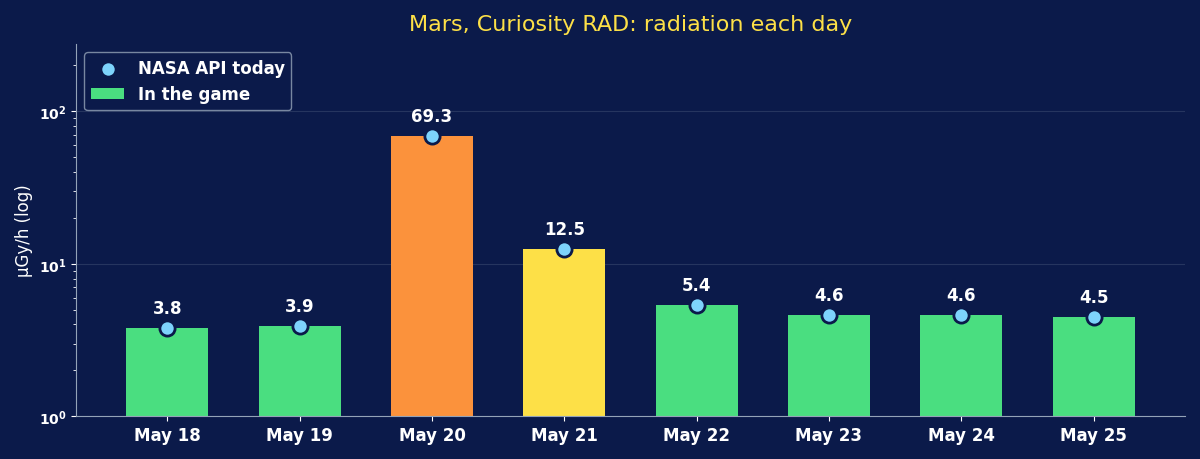 Mars, Curiosity RAD: radiation each day
NASA API today
In the game
µGy/h (log)
10²
10¹
10⁰
3.8
3.9
69.3
12.5
5.4
4.6
4.6
4.5
May 18
May 19
May 20
May 21
May 22
May 23
May 24
May 25